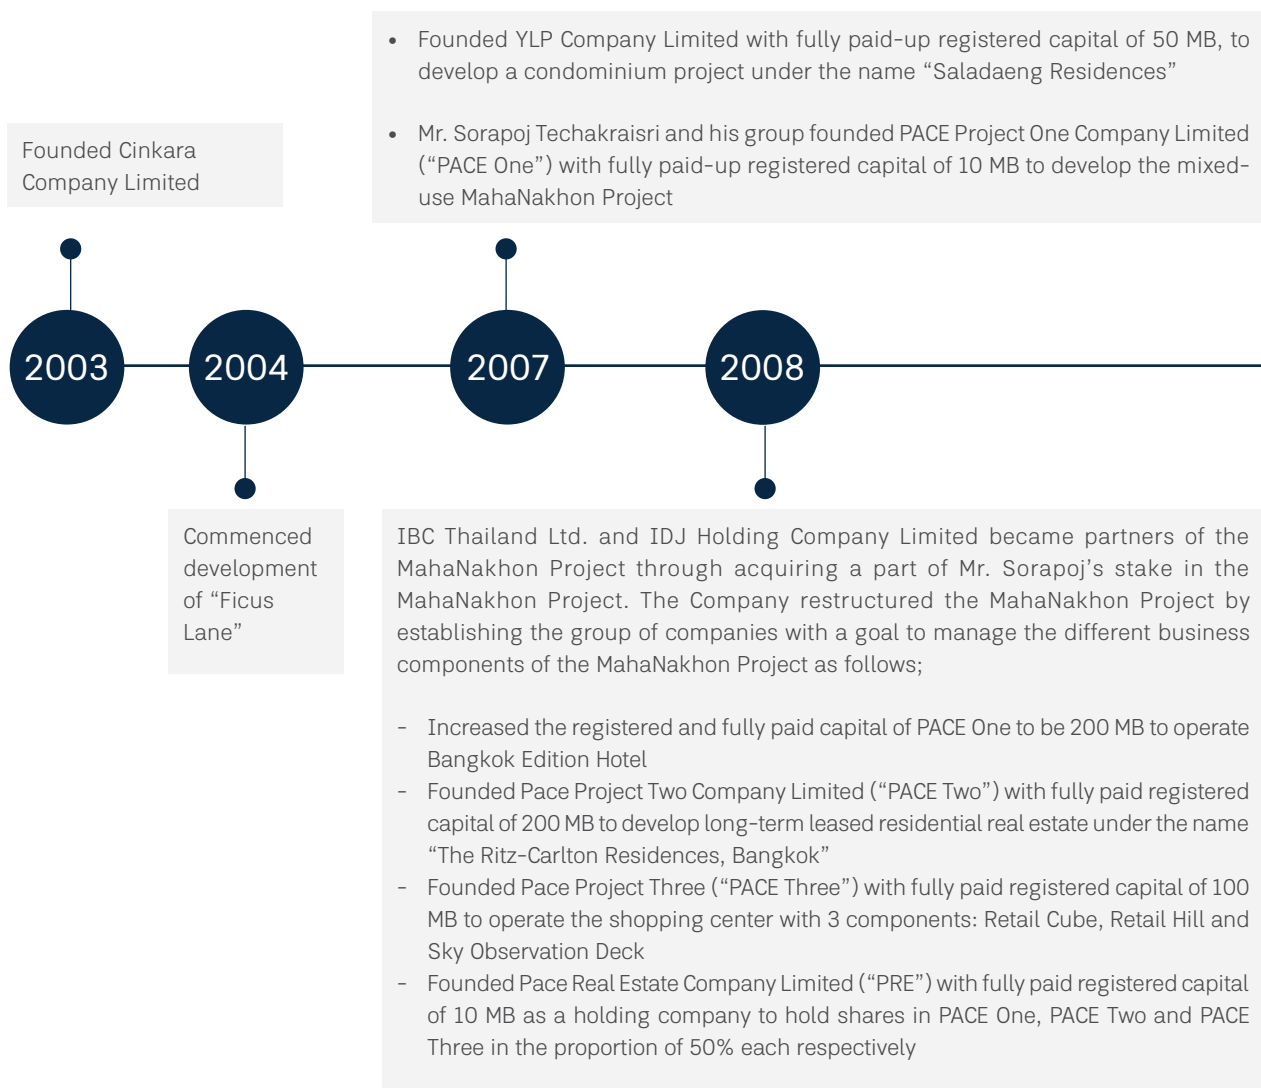 • Founded YLP Company Limited with fully paid-up registered capital of 50 MB, to
develop a condominium project under the name “Saladaeng Residences”
• Mr. Sorapoj Techakraisri and his group founded PACE Project One Company Limited
(“PACE One”) with fully paid-up registered capital of 10 MB to develop the mixed-
use MahaNakhon Project
Founded Cinkara
Company Limited
2003
2004
2007
2008
Commenced
development
of “Ficus
Lane”
IBC Thailand Ltd. and IDJ Holding Company Limited became partners of the
MahaNakhon Project through acquiring a part of Mr. Sorapoj’s stake in the
MahaNakhon Project. The Company restructured the MahaNakhon Project by
establishing the group of companies with a goal to manage the different business
components of the MahaNakhon Project as follows;
- Increased the registered and fully paid capital of PACE One to be 200 MB to operate
Bangkok Edition Hotel
- Founded Pace Project Two Company Limited (“PACE Two”) with fully paid registered
capital of 200 MB to develop long-term leased residential real estate under the name
“The Ritz-Carlton Residences, Bangkok”
- Founded Pace Project Three (“PACE Three”) with fully paid registered capital of 100
MB to operate the shopping center with 3 components: Retail Cube, Retail Hill and
Sky Observation Deck
- Founded Pace Real Estate Company Limited (“PRE”) with fully paid registered capital
of 10 MB as a holding company to hold shares in PACE One, PACE Two and PACE
Three in the proportion of 50% each respectively